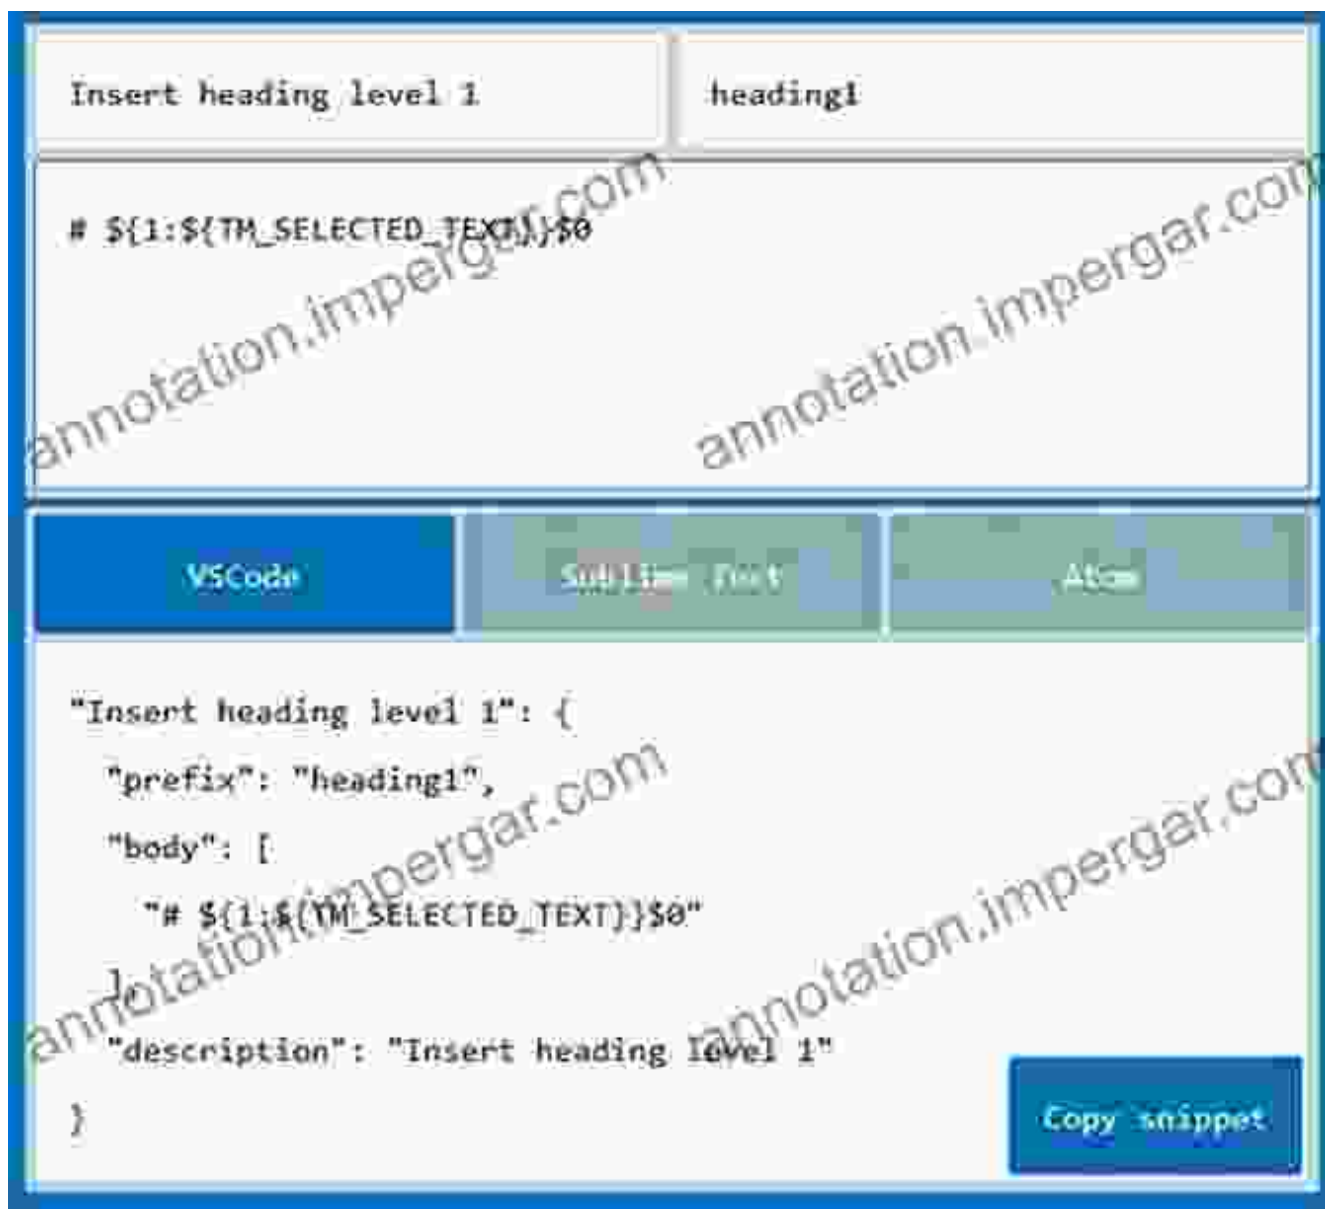 Insert heading level 1
heading1
# ${1:${TM_SELECTED_TEXT}}$0
annotation.impergar.com
annotation.impergar.com
VSCode
Sublime Text
Atom
"Insert heading level 1": {
"prefix": "heading1",
"body": [
"# ${1:${TM_SELECTED_TEXT}}$0"
],
"description": "Insert heading level 1"
}
annotation.impergar.com
annotation.impergar.com
Copy snippet